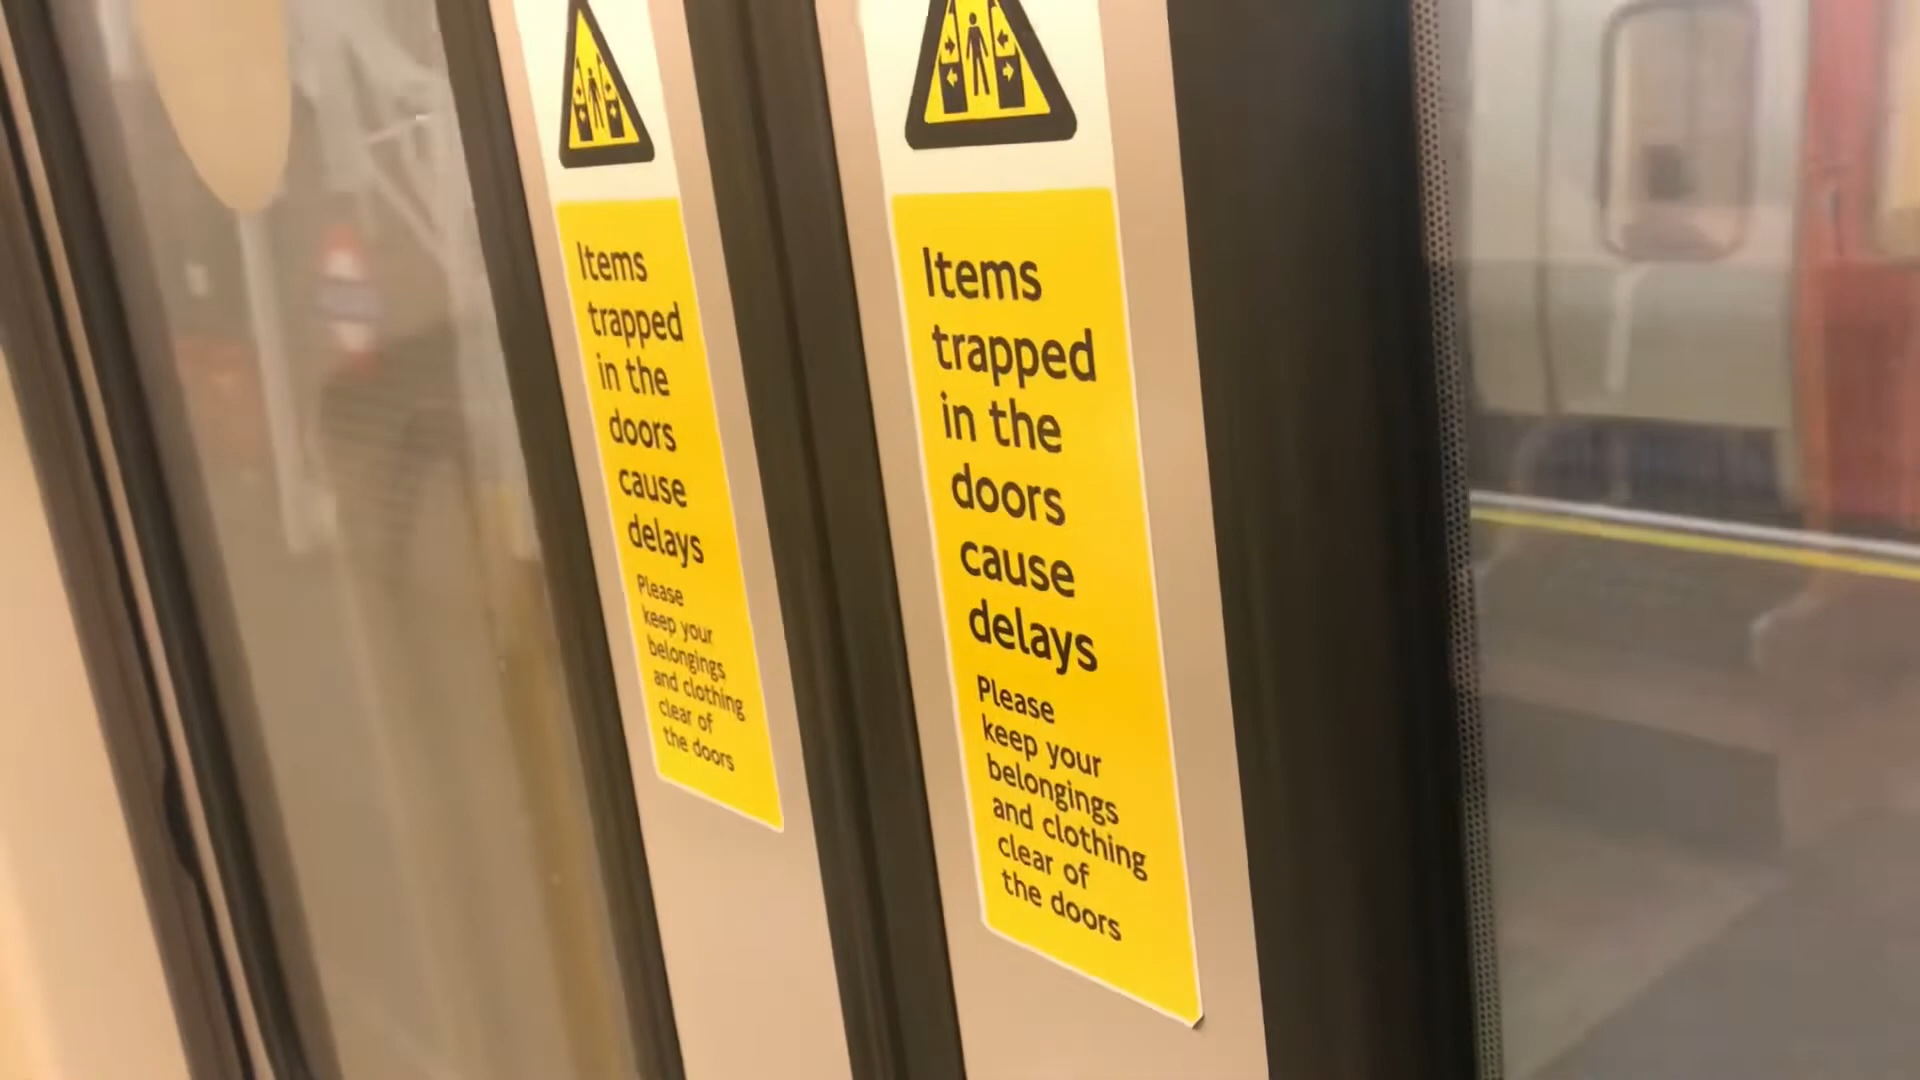 Items
trapped
in the
doors
cause
delays
Please
keep your
belongings
and clothing
clear of
the doors
Items
trapped
in the
doors
cause
delays
Please
keep your
belongings
and clothing
clear of
the doors